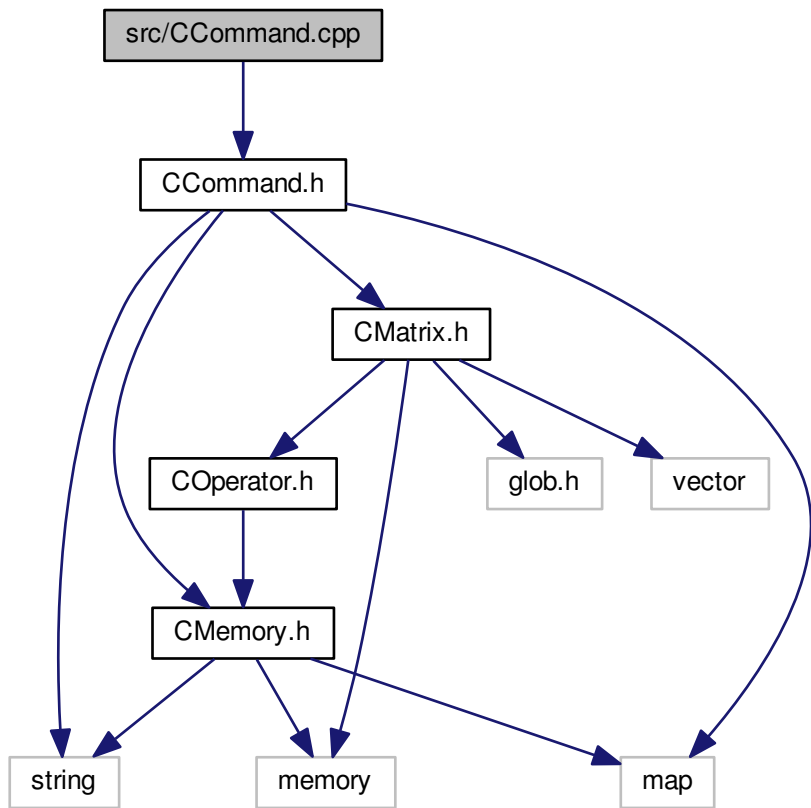 src/CCommand.cpp
CCommand.h
CMatrix.h
COperator.h
glob.h
vector
CMemory.h
string
memory
map